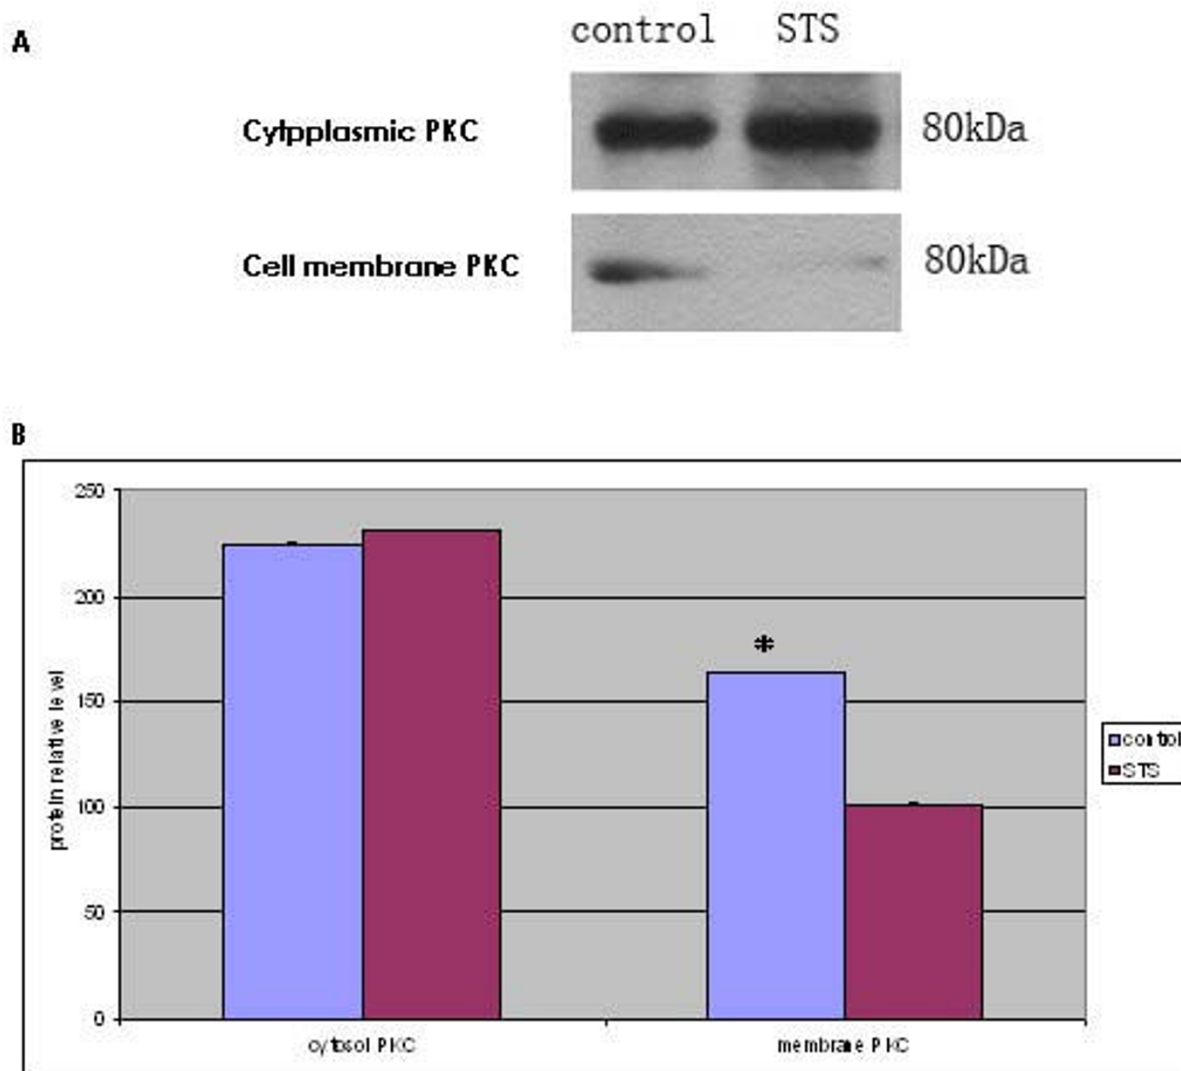 A
control STS
Cytpplasmic PKC 80kDa
Cell membrane PKC 80kDa
B
250
200
150
100
50
0
protein relative level
*
cytosol PKC membrane PKC
control
STS